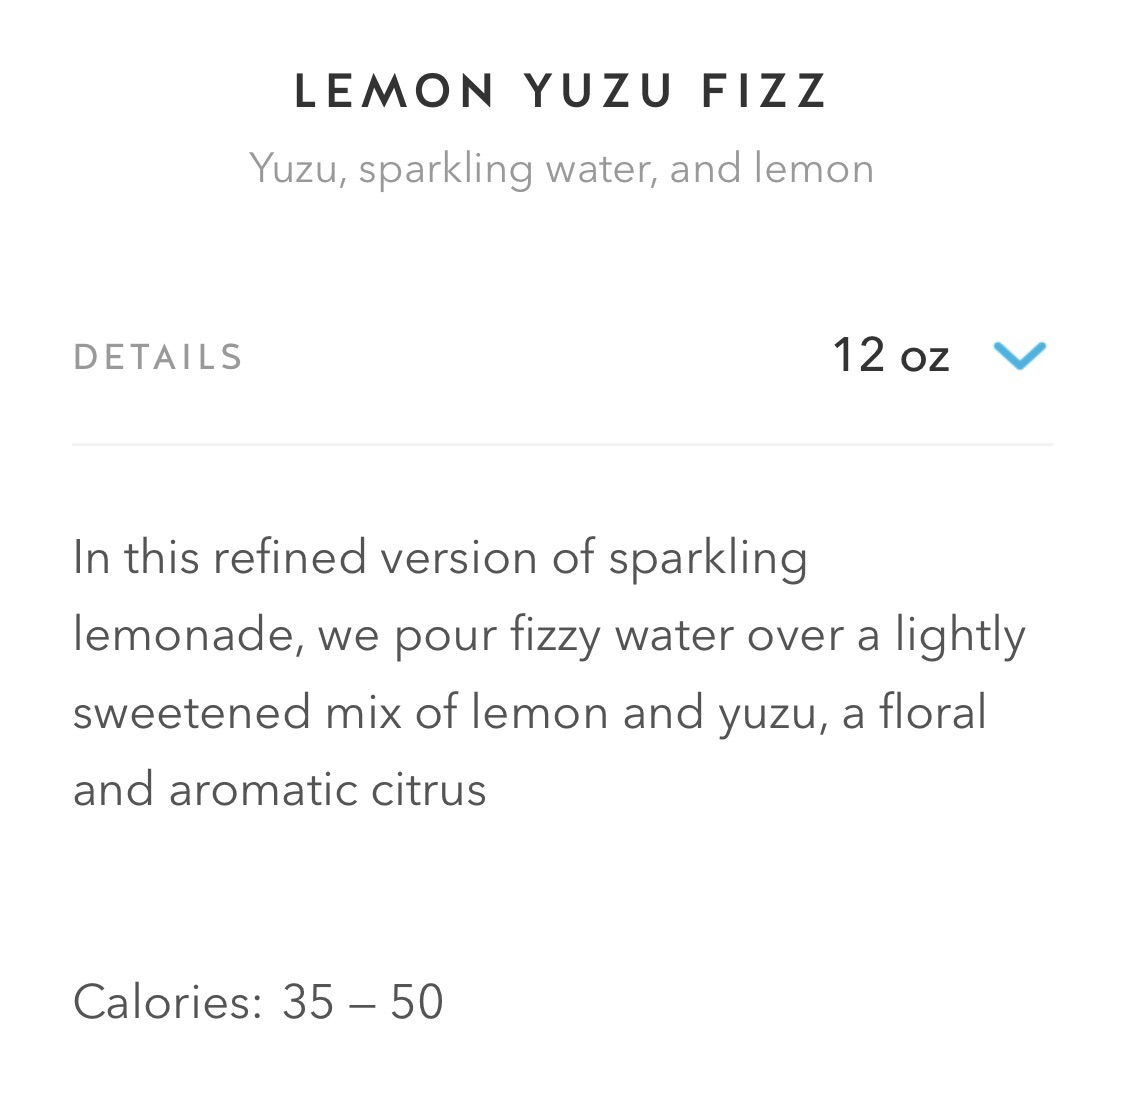 LEMON YUZU FIZZ
Yuzu, sparkling water, and lemon
DETAILS 12 oz
In this refined version of sparkling
lemonade, we pour fizzy water over a lightly
sweetened mix of lemon and yuzu, a floral
and aromatic citrus
Calories: 35 – 50